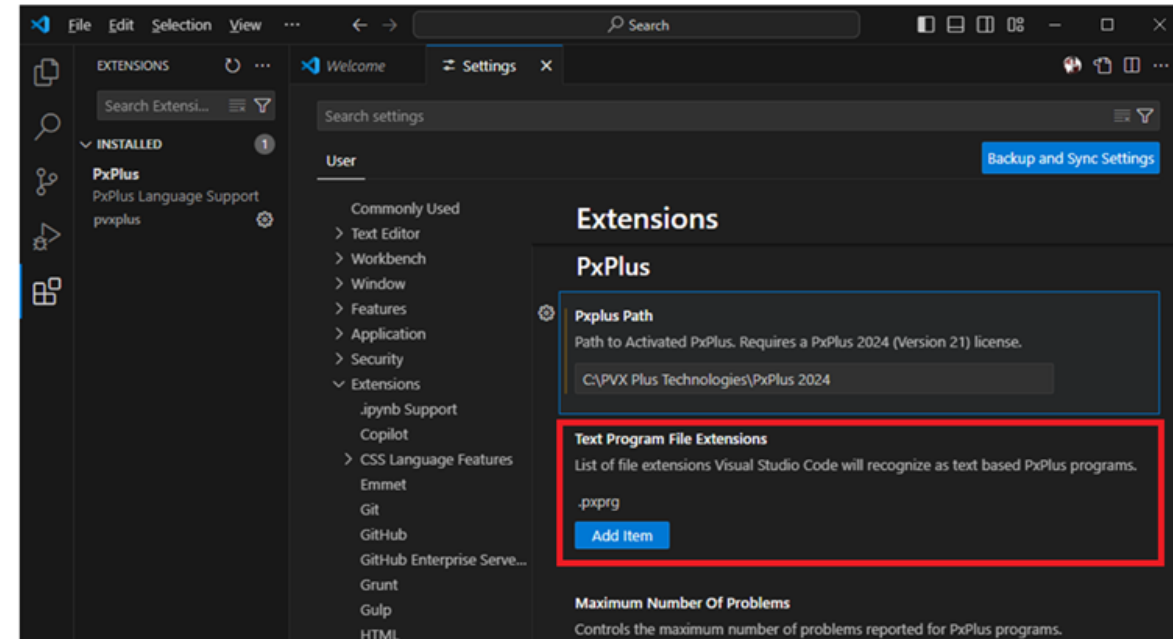 File Edit Selection View ··· Search
EXTENSIONS
Search Extensi...
INSTALLED 1
PxPlus
PxPlus Language Support
pvxplus
Welcome
Settings
Search settings
User
Backup and Sync Settings
Commonly Used
Text Editor
Workbench
Window
Features
Application
Security
Extensions
.ipynb Support
Copilot
CSS Language Features
Emmet
Git
GitHub
GitHub Enterprise Serve...
Grunt
Gulp
HTML
Extensions
PxPlus
Pxplus Path
Path to Activated PxPlus. Requires a PxPlus 2024 (Version 21) license.
C:\PVX Plus Technologies\PxPlus 2024
Text Program File Extensions
List of file extensions Visual Studio Code will recognize as text based PxPlus programs.
.pxprg
Add Item
Maximum Number Of Problems
Controls the maximum number of problems reported for PxPlus programs.